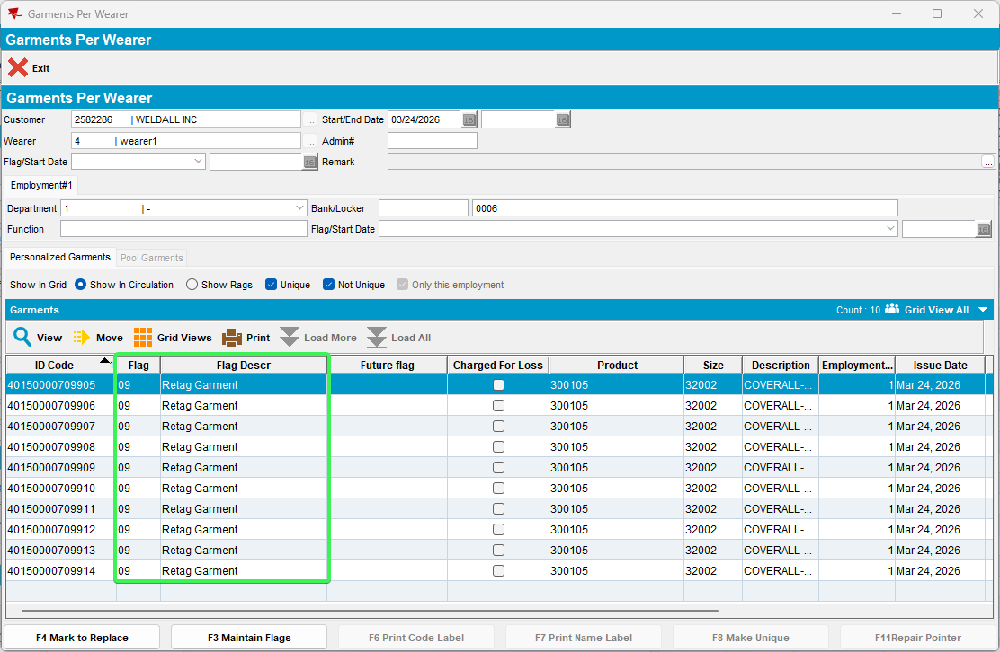 Garments Per Wearer
Garments Per Wearer
Exit
Garments Per Wearer
Customer 2582286 | WELDALL INC ... Start/End Date 03/24/2026 16 16
Wearer 4 | wearer1 ... Admin#
Flag/Start Date 16 Remark ...
Employment#1
Department 1 | - Bank/Locker 0006
Function Flag/Start Date 16
Personalized Garments Pool Garments
Show In Grid Show In Circulation Show Rags Unique Not Unique Only this employment
Garments Count : 10 Grid View All
View Move Grid Views Print Load More Load All
ID Code 1 Flag Flag Descr Future flag Charged For Loss Product Size Description Employment... Issue Date
40150000709905 09 Retag Garment 300105 32002 COVERALL-... 1 Mar 24, 2026
40150000709906 09 Retag Garment 300105 32002 COVERALL-... 1 Mar 24, 2026
40150000709907 09 Retag Garment 300105 32002 COVERALL-... 1 Mar 24, 2026
40150000709908 09 Retag Garment 300105 32002 COVERALL-... 1 Mar 24, 2026
40150000709909 09 Retag Garment 300105 32002 COVERALL-... 1 Mar 24, 2026
40150000709910 09 Retag Garment 300105 32002 COVERALL-... 1 Mar 24, 2026
40150000709911 09 Retag Garment 300105 32002 COVERALL-... 1 Mar 24, 2026
40150000709912 09 Retag Garment 300105 32002 COVERALL-... 1 Mar 24, 2026
40150000709913 09 Retag Garment 300105 32002 COVERALL-... 1 Mar 24, 2026
40150000709914 09 Retag Garment 300105 32002 COVERALL-... 1 Mar 24, 2026
F4 Mark to Replace F3 Maintain Flags F6 Print Code Label F7 Print Name Label F8 Make Unique F11Repair Pointer